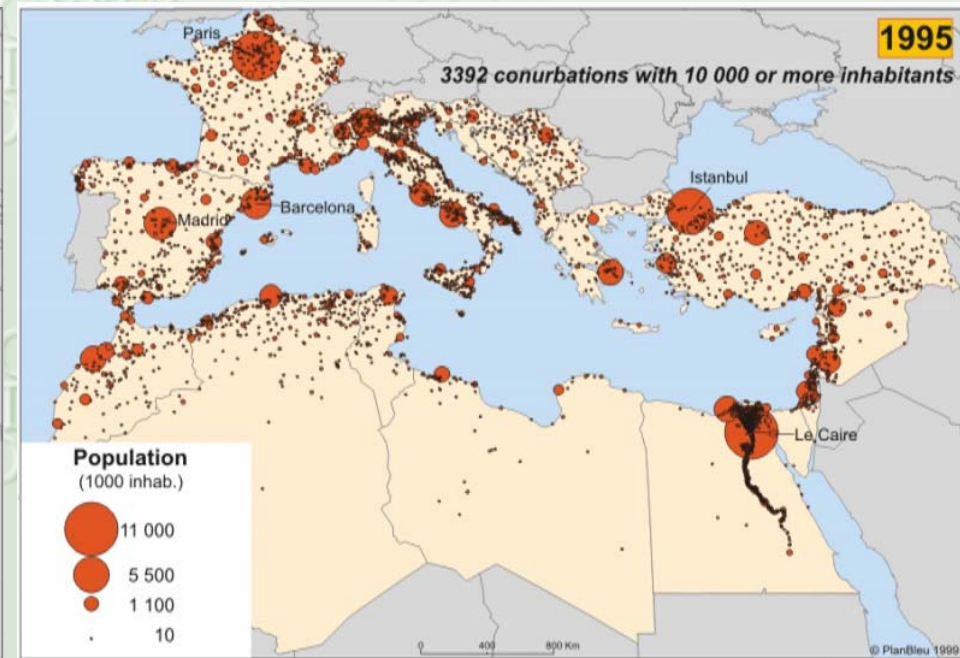 Paris
1995
3392 conurbations with 10 000 or more inhabitants
Istanbul
Madrid
Barcelona
Le Caire
Population
(1000 inhab.)
11 000
5 500
1 100
10
0 400 800 Km
© PlanBleu 1999